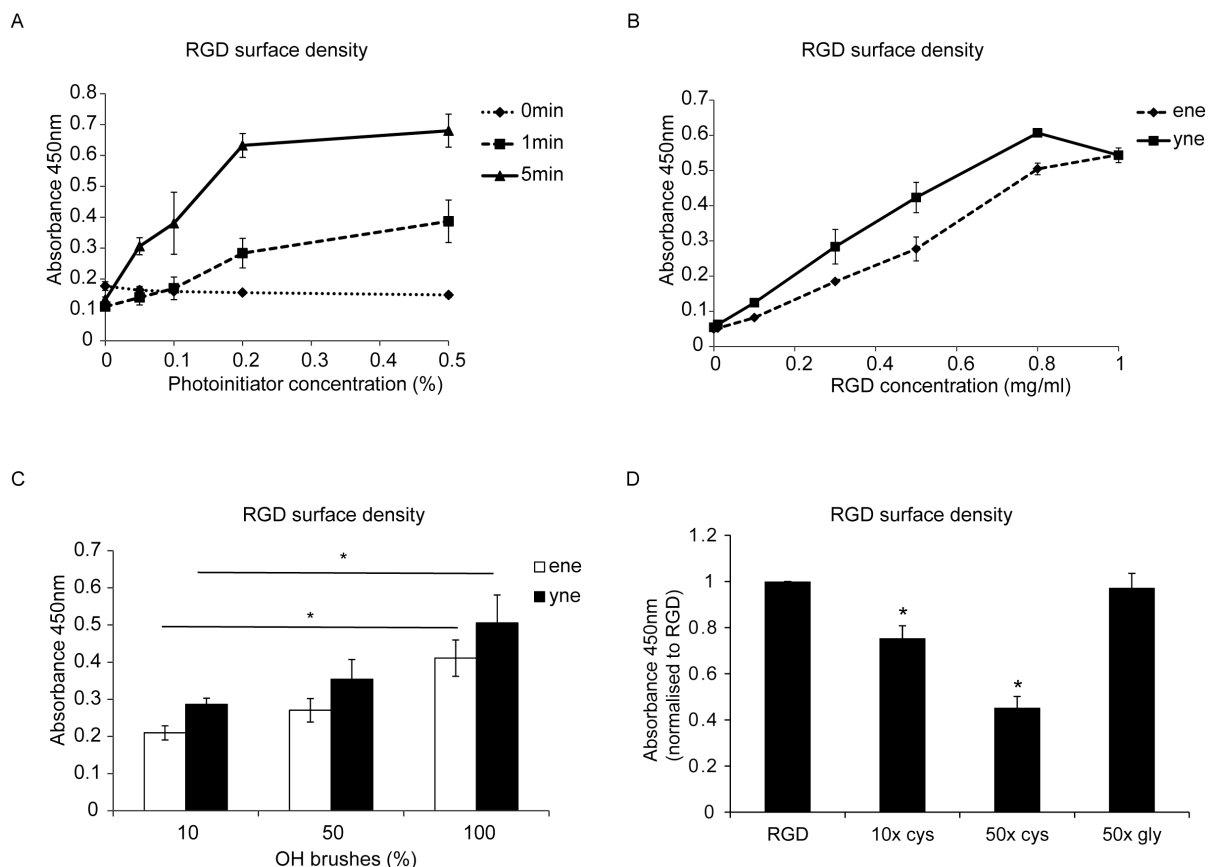 A
RGD surface density
Absorbance 450nm
0.8
0.7
0.6
0.5
0.4
0.3
0.2
0.1
0
0 0.1 0.2 0.3 0.4 0.5
Photoinitiator concentration (%)
0min
1min
5min
B
RGD surface density
Absorbance 450nm
0.7
0.6
0.5
0.4
0.3
0.2
0.1
0
0 0.2 0.4 0.6 0.8 1
RGD concentration (mg/ml)
ene
yne
C
RGD surface density
Absorbance 450nm
0.7
0.6
0.5
0.4
0.3
0.2
0.1
0
*
*
10 50 100
OH brushes (%)
ene
yne
D
RGD surface density
Absorbance 450nm
(normalised to RGD)
1.2
1
0.8
0.6
0.4
0.2
0
*
*
RGD 10x cys 50x cys 50x gly